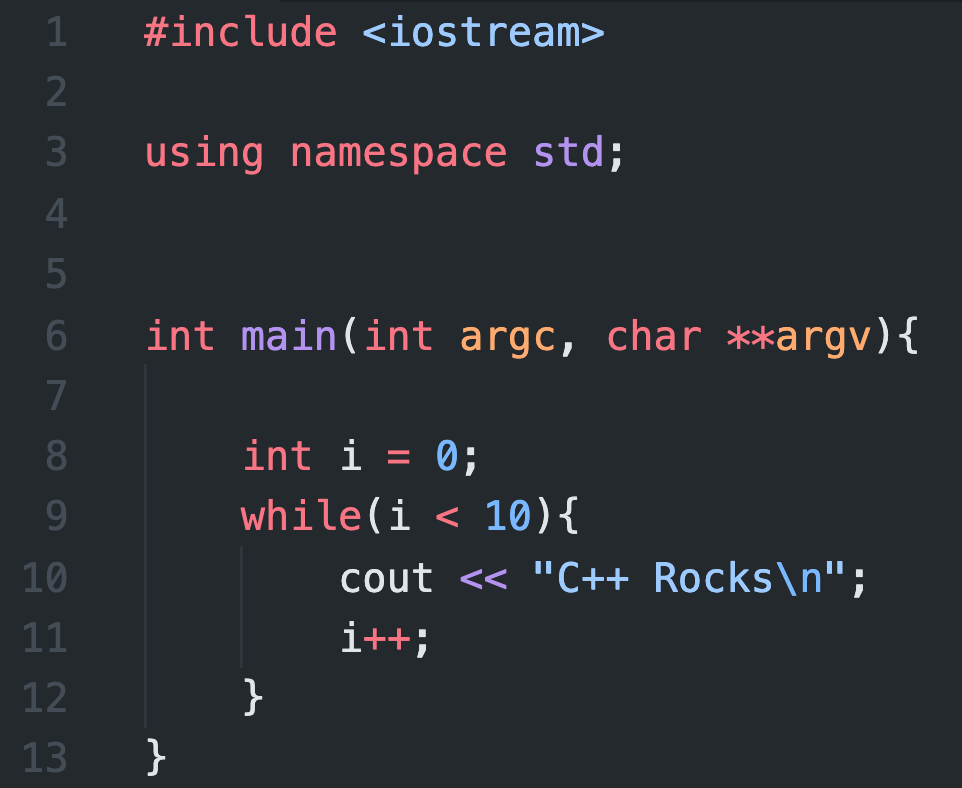 1 #include <iostream>
2
3 using namespace std;
4
5
6 int main(int argc, char **argv){
7
8 int i = 0;
9 while(i < 10){
10 cout << "C++ Rocks\n";
11 i++;
12 }
13 }